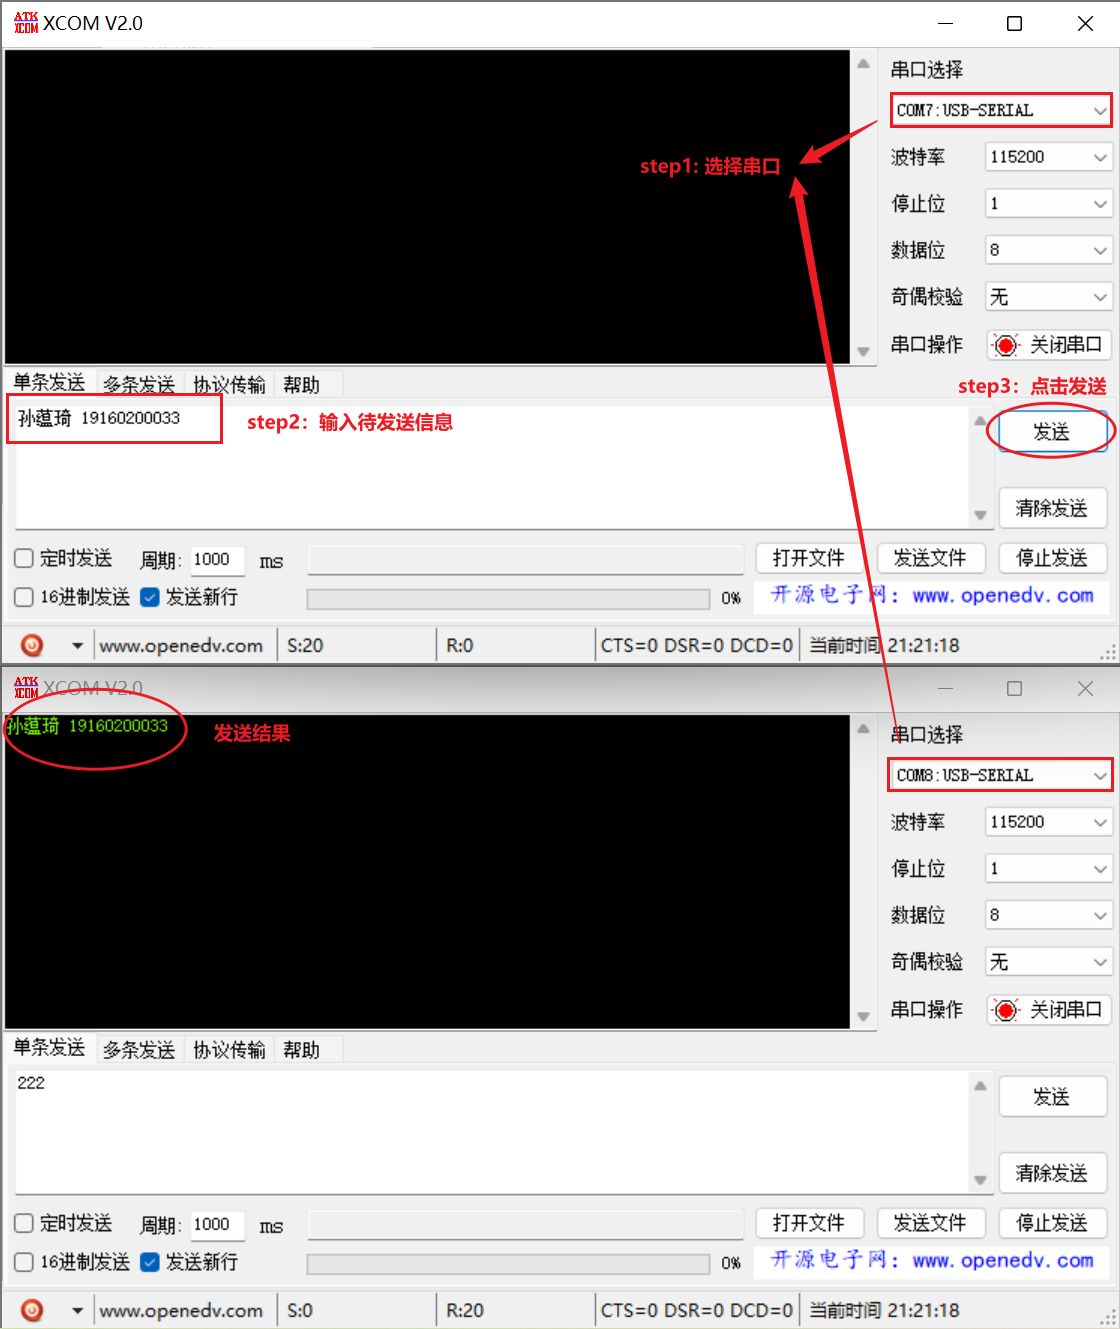 ATK XCOM XCOM V2.0
串口选择
COM7:USB-SERIAL
step1: 选择串口
波特率 115200
停止位 1
数据位 8
奇偶校验 无
串口操作 关闭串口
单条发送 多条发送 协议传输 帮助
step3：点击发送
孙蕴琦 19160200033
step2：输入待发送信息
发送
清除发送
定时发送 周期: 1000 ms 打开文件 发送文件 停止发送
16进制发送 发送新行 0% 开源电子网：www.openedv.com
www.openedv.com S:20 R:0 CTS=0 DSR=0 DCD=0 当前时间 21:21:18
ATK XCOM XCOM V2.0
孙蕴琦 19160200033
发送结果
串口选择
COM8:USB-SERIAL
波特率 115200
停止位 1
数据位 8
奇偶校验 无
串口操作 关闭串口
单条发送 多条发送 协议传输 帮助
222
发送
清除发送
定时发送 周期: 1000 ms 打开文件 发送文件 停止发送
16进制发送 发送新行 0% 开源电子网：www.openedv.com
www.openedv.com S:0 R:20 CTS=0 DSR=0 DCD=0 当前时间 21:21:18